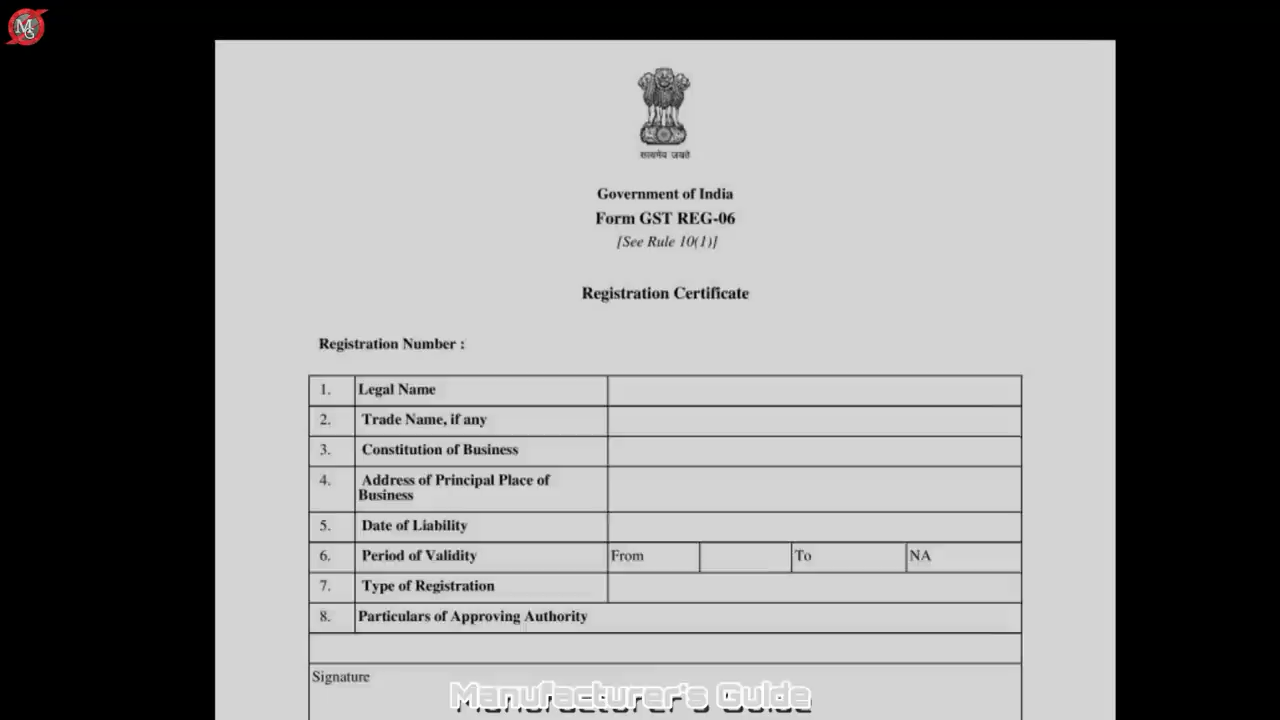 MG
सत्यमेव जयते
Government of India
Form GST REG-06
[See Rule 10(1)]
Registration Certificate
Registration Number :
1. Legal Name
2. Trade Name, if any
3. Constitution of Business
4. Address of Principal Place of
Business
5. Date of Liability
6. Period of Validity From To NA
7. Type of Registration
8. Particulars of Approving Authority
Signature
Manufacturer's Guide